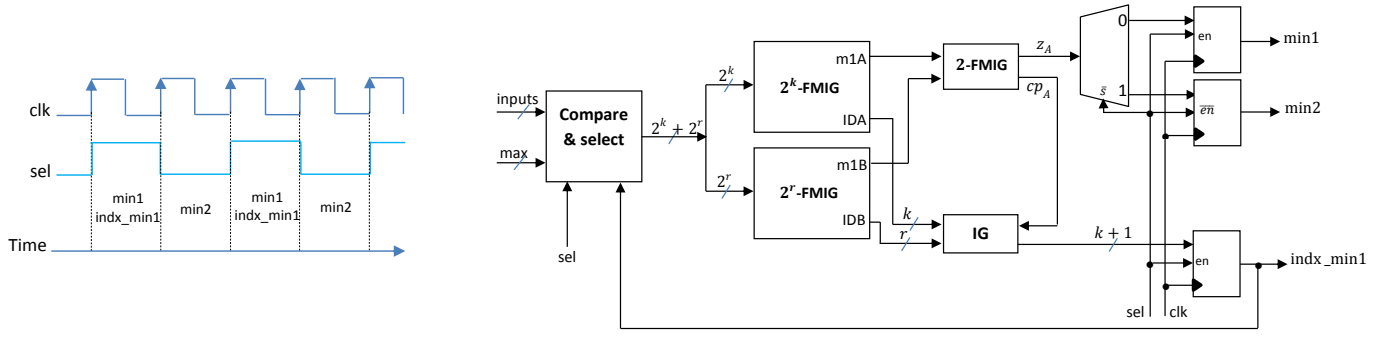 clk
sel
min1
indx_min1
min2
min1
indx_min1
min2
Time
inputs
max
Compare
& select
sel
2^k + 2^r
2^k
2^r
2^k-FMIG
m1A
IDA
2^r-FMIG
m1B
IDB
2-FMIG
z_A
cp_A
k
r
IG
k + 1
0
1
s̅
en
min1
e̅n̅
min2
en
indx_min1
sel
clk